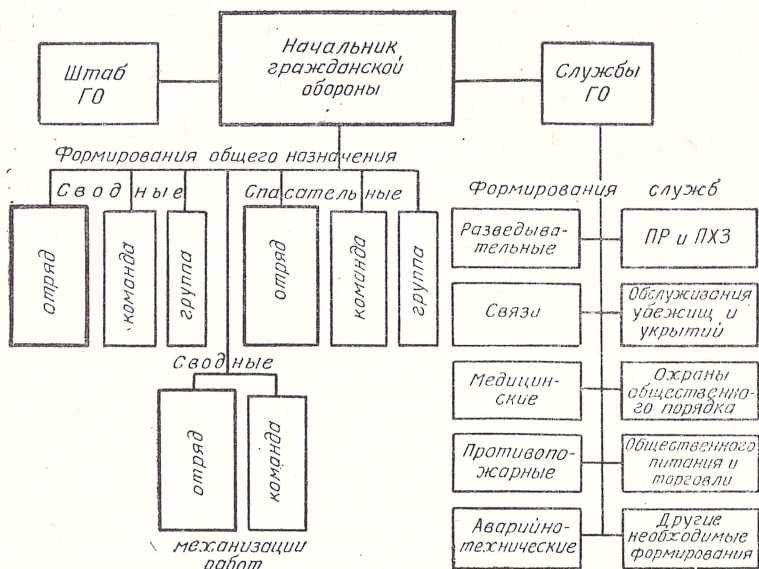 Начальник
гражданской
обороны
Штаб
ГО
Службы
ГО
Формирования общего назначения
Сводные
Спасательные
отряд
команда
группа
отряд
команда
группа
Сводные
отряд
команда
механизации
работ
Формирования служб
Разведыва-
тельные
ПР и ПХЗ
Связи
Обслуживания
убежищ и
укрытий
Медицин-
ские
Охраны
общественно-
го порядка
Противопо-
жарные
Общественного
питания и
торговли
Аварийно-
технические
Другие
необходимые
формирования